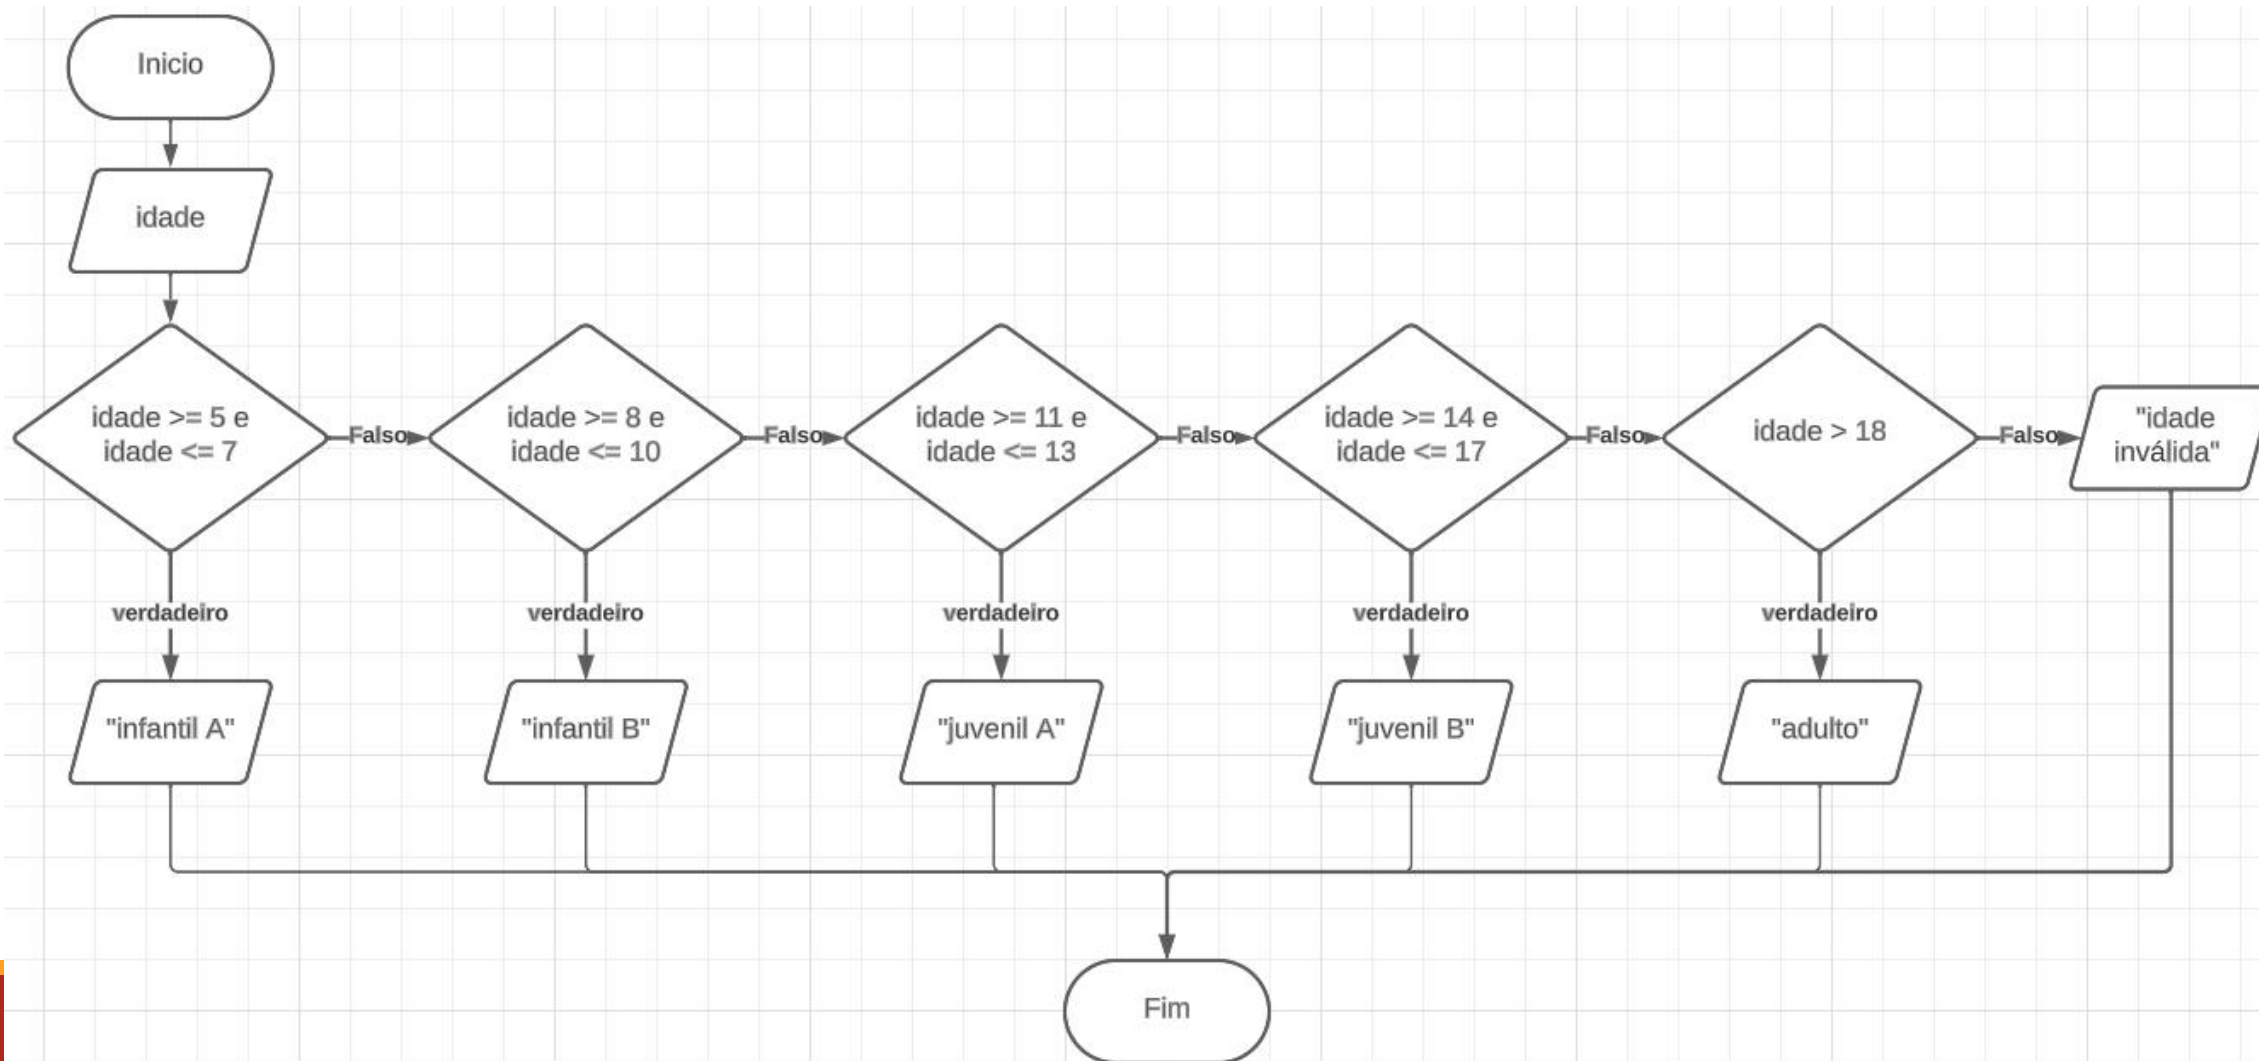 Inicio
idade
idade >= 5 e
idade <= 7
Falso
idade >= 8 e
idade <= 10
Falso
idade >= 11 e
idade <= 13
Falso
idade >= 14 e
idade <= 17
Falso
idade > 18
Falso
"idade
inválida"
verdadeiro
verdadeiro
verdadeiro
verdadeiro
verdadeiro
"infantil A"
"infantil B"
"juvenil A"
"juvenil B"
"adulto"
Fim